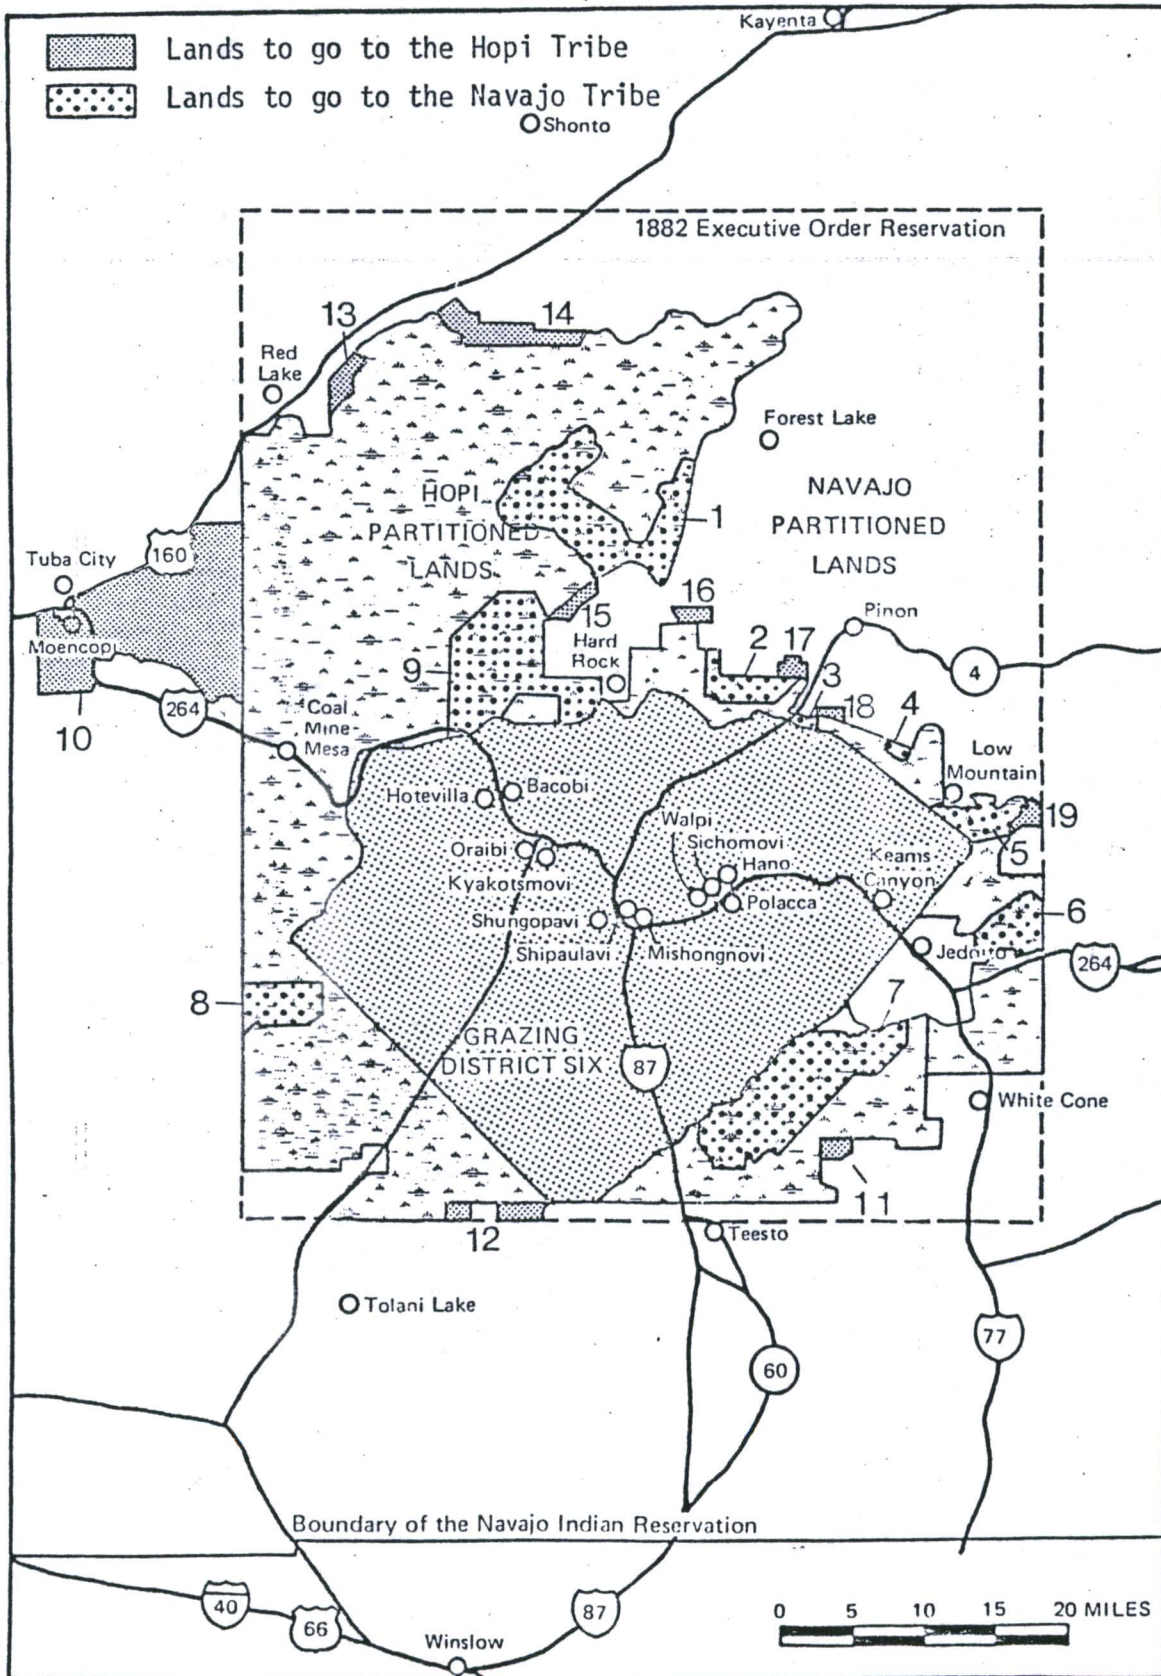 Kayenta
Lands to go to the Hopi Tribe
Lands to go to the Navajo Tribe
Shonto
1882 Executive Order Reservation
13
14
Red
Lake
Forest Lake
HOPI
PARTITIONED
LANDS
NAVAJO
PARTITIONED
LANDS
1
160
Tuba City
Moencopi
15
16
Pinon
Hard
Rock
2
17
3
4
9
18
4
10
264
Coal
Mine
Mesa
Low
Mountain
Hotevilla
Bacobi
19
Walpi
Sichomovi
Hano
Oraibi
Kyakotsmovi
Keams
Canyon
5
Polacca
6
Shungopavi
Shipaulavi
Mishongnovi
Jeddito
264
8
7
GRAZING
DISTRICT SIX
87
White Cone
11
12
Teesto
Tolani Lake
77
60
Boundary of the Navajo Indian Reservation
40
66
87
Winslow
0 5 10 15 20 MILES